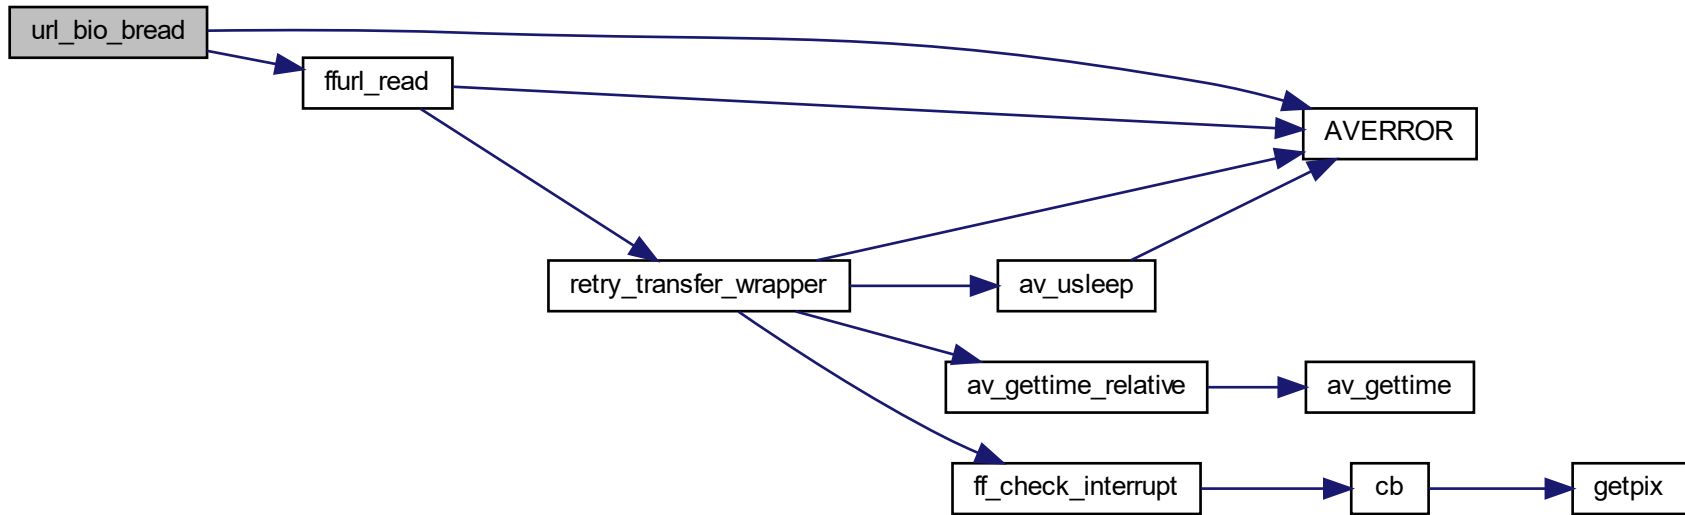 url_bio_bread
ffurl_read
AVERROR
retry_transfer_wrapper
av_usleep
av_gettime_relative
av_gettime
ff_check_interrupt
cb
getpix